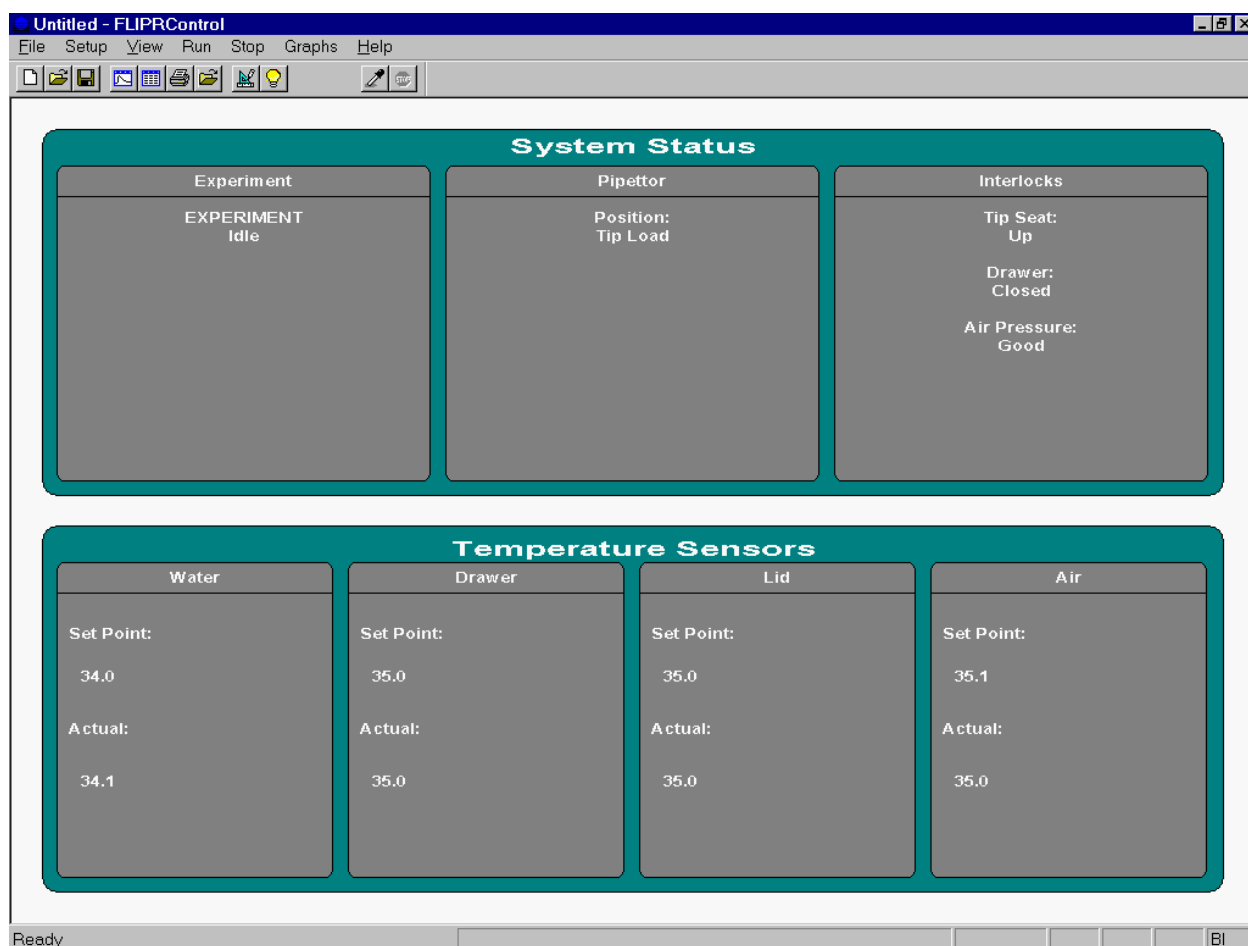 Untitled - FLIPRControl
File Setup View Run Stop Graphs Help
System Status
Experiment
EXPERIMENT
Idle
Pipettor
Position:
Tip Load
Interlocks
Tip Seat:
Up
Drawer:
Closed
Air Pressure:
Good
Temperature Sensors
Water
Set Point:
34.0
Actual:
34.1
Drawer
Set Point:
35.0
Actual:
35.0
Lid
Set Point:
35.0
Actual:
35.0
Air
Set Point:
35.1
Actual:
35.0
Ready